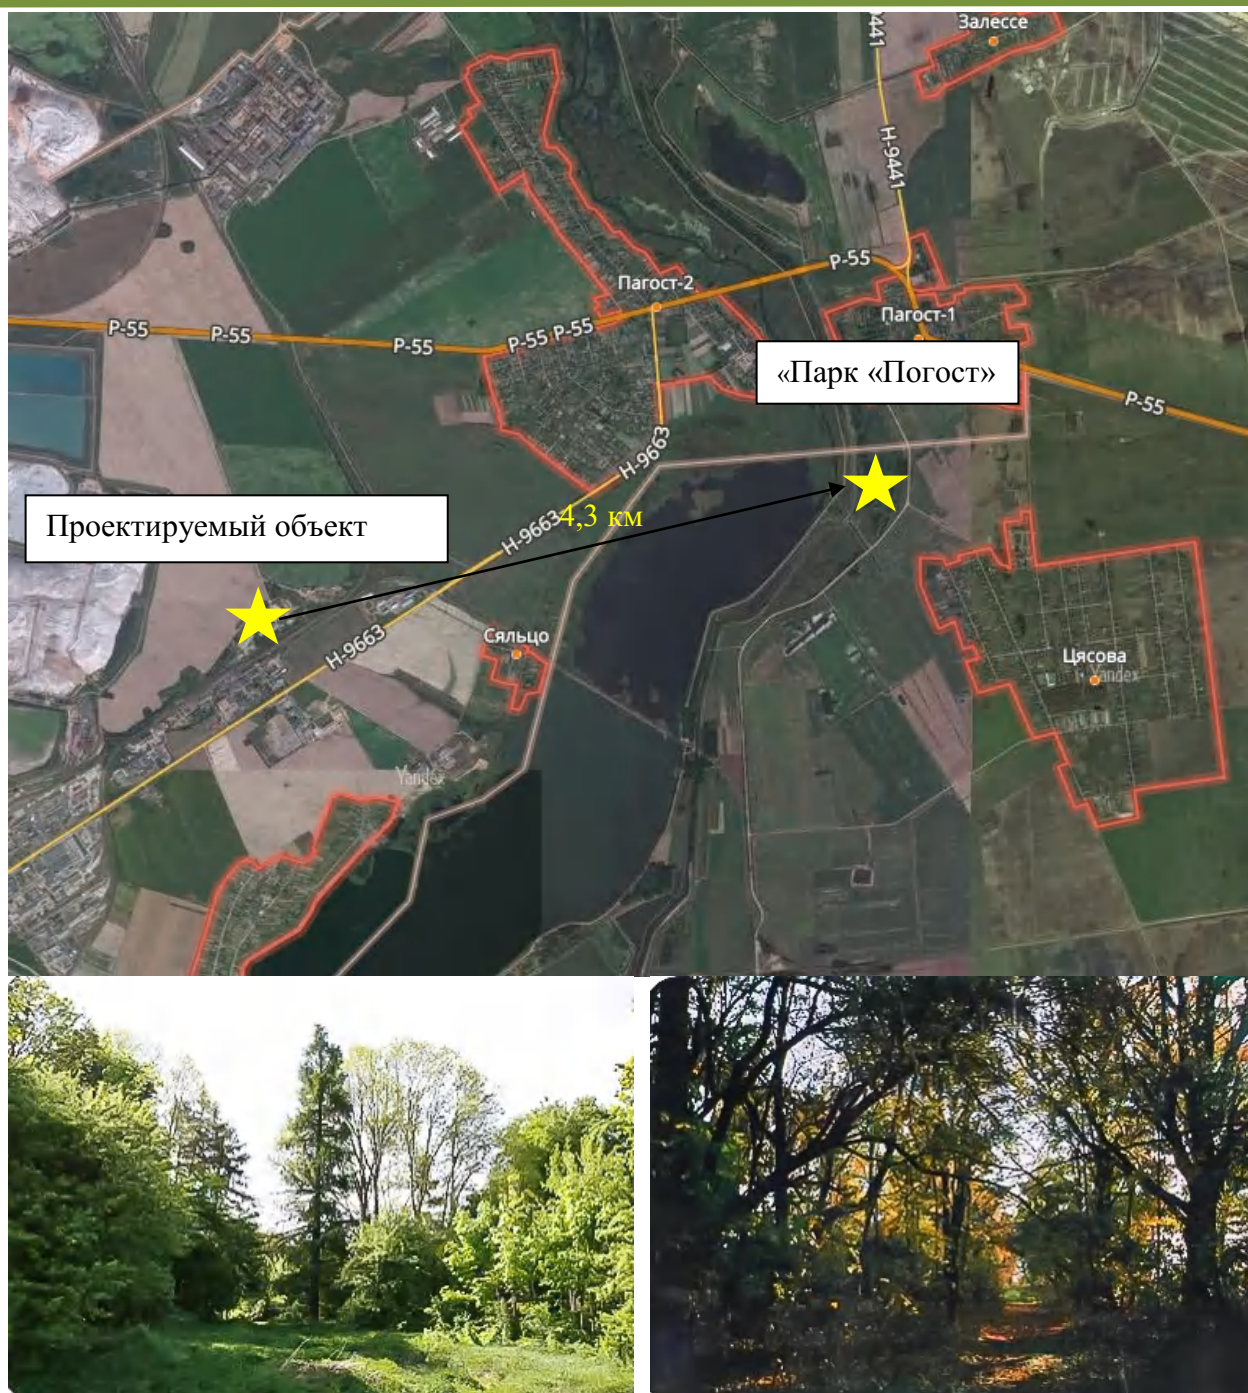 Залессе
9441
Н-9441
Р-55
Пагост-2
Пагост-1
Р-55
Р-55
Р-55
Р-55
Р-55
«Парк «Погост»
Р-55
Н-9663
Проектируемый объект
4,3 км
Н-9663
Н-9663
Сяльцо
Цясова
Yandex
Yandex